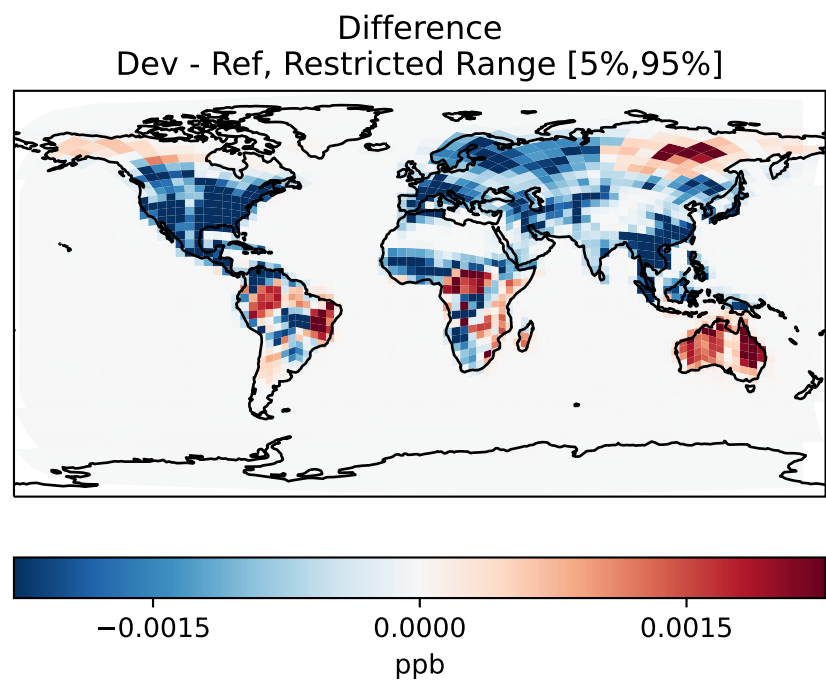 Difference
Dev - Ref, Restricted Range [5%,95%]
−0.0015 0.0000 0.0015
ppb